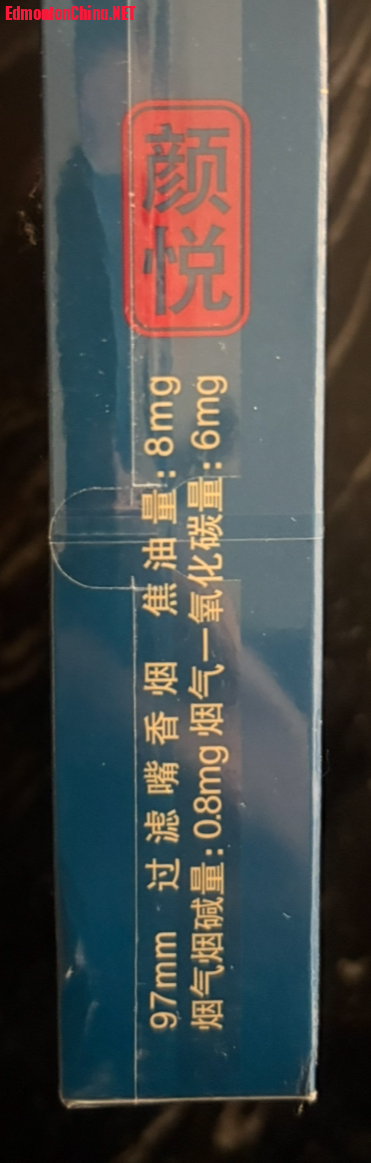 EdmontonChina.NET
颜悦
97mm 过滤嘴香烟 焦油量:8mg
烟气烟碱量:0.8mg 烟气一氧化碳量:6mg